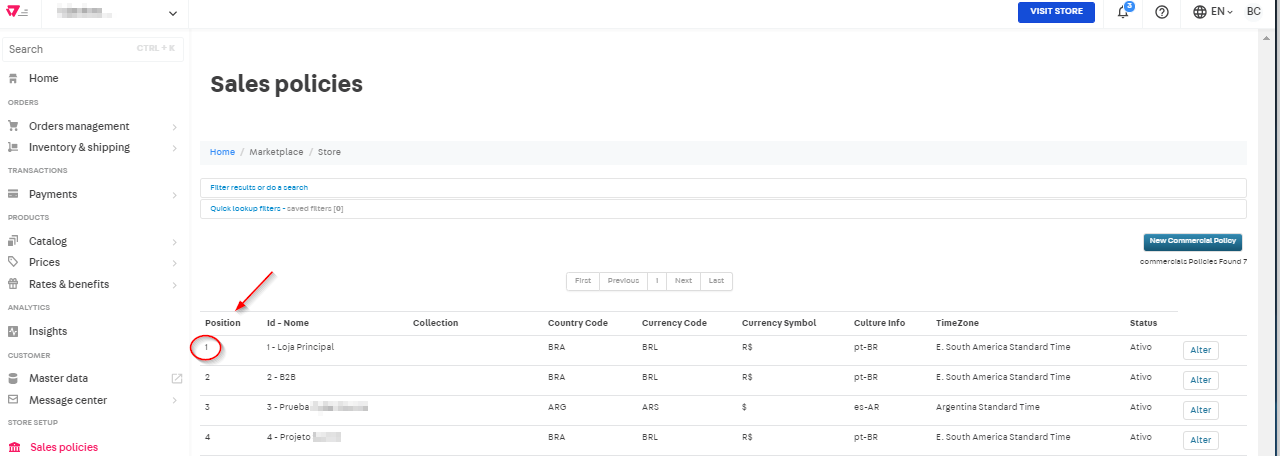 VISIT STORE 3 EN BC
Search CTRL + K
Home
ORDERS
Orders management
Inventory & shipping
TRANSACTIONS
Payments
PRODUCTS
Catalog
Prices
Rates & benefits
ANALYTICS
Insights
CUSTOMER
Master data
Message center
STORE SETUP
Sales policies
Sales policies
Home / Marketplace / Store
Filter results or do a search
Quick lookup filters - saved filters [0]
New Commercial Policy
commercials Policies Found 7
First Previous 1 Next Last
Position Id - Nome Collection Country Code Currency Code Currency Symbol Culture Info TimeZone Status
1 1 - Loja Principal BRA BRL R$ pt-BR E. South America Standard Time Ativo Alter
2 2 - B2B BRA BRL R$ pt-BR E. South America Standard Time Ativo Alter
3 3 - Prueba ARG ARS $ es-AR Argentina Standard Time Ativo Alter
4 4 - Projeto BRA BRL R$ pt-BR E. South America Standard Time Ativo Alter